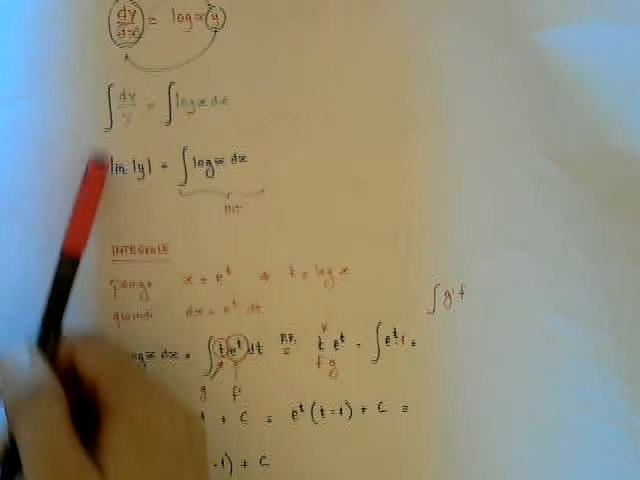 dy/dx = log x y
∫ dy/y = ∫ log x dx
ln |y| = ∫ log x dx
INTEGRALE
pongo x = e^t ⇒ t = log x
quindi dx = e^t dt
∫ g' f
log x dx = ∫ t e^t dt = P.P. t e^t - ∫ e^t · 1 =
f g
g f'
t + c = e^t (t - 1) + c =
- 1) + c